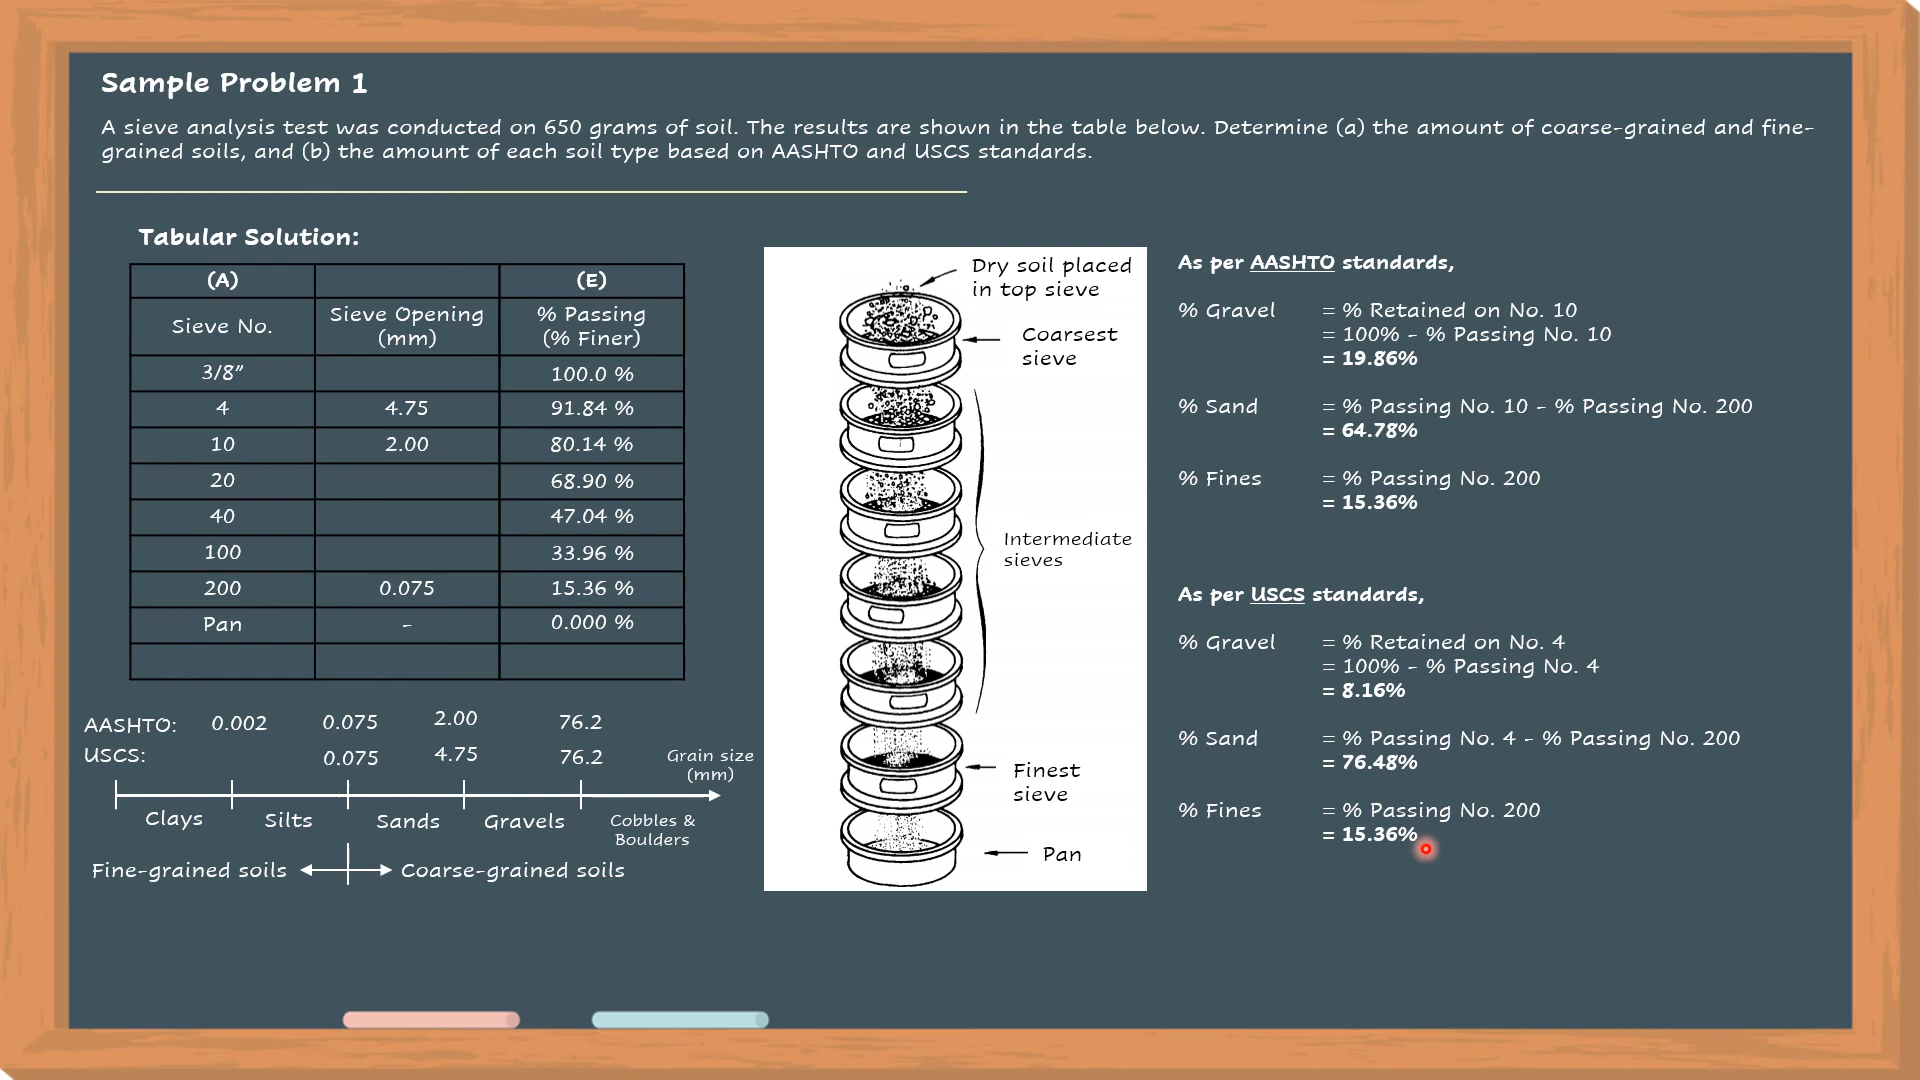 Sample Problem 1
A sieve analysis test was conducted on 650 grams of soil. The results are shown in the table below. Determine (a) the amount of coarse-grained and fine-
grained soils, and (b) the amount of each soil type based on AASHTO and USCS standards.
Tabular Solution:
(A) (E)
Sieve No. Sieve Opening (mm) % Passing (% Finer)
3/8” 100.0 %
4 4.75 91.84 %
10 2.00 80.14 %
20 68.90 %
40 47.04 %
100 33.96 %
200 0.075 15.36 %
Pan - 0.000 %
AASHTO: 0.002 0.075 2.00 76.2
USCS: 0.075 4.75 76.2
Grain size
(mm)
Clays Silts Sands Gravels Cobbles &
Boulders
Fine-grained soils Coarse-grained soils
Dry soil placed
in top sieve
Coarsest
sieve
Intermediate
sieves
Finest
sieve
Pan
As per AASHTO standards,
% Gravel = % Retained on No. 10
= 100% - % Passing No. 10
= 19.86%
% Sand = % Passing No. 10 - % Passing No. 200
= 64.78%
% Fines = % Passing No. 200
= 15.36%
As per USCS standards,
% Gravel = % Retained on No. 4
= 100% - % Passing No. 4
= 8.16%
% Sand = % Passing No. 4 - % Passing No. 200
= 76.48%
% Fines = % Passing No. 200
= 15.36%